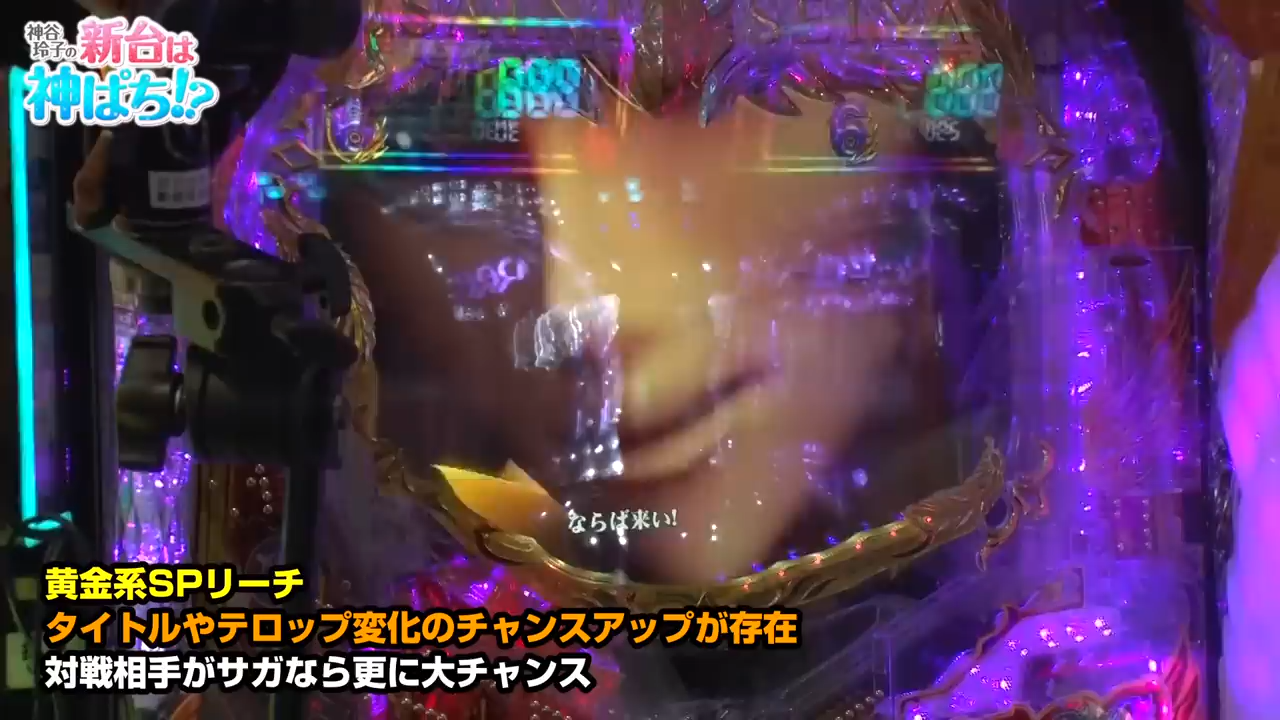 神谷
玲子の
新台は
神ぱち!?
ならば来い!
黄金系SPリーチ
タイトルやテロップ変化のチャンスアップが存在
対戦相手がサガなら更に大チャンス